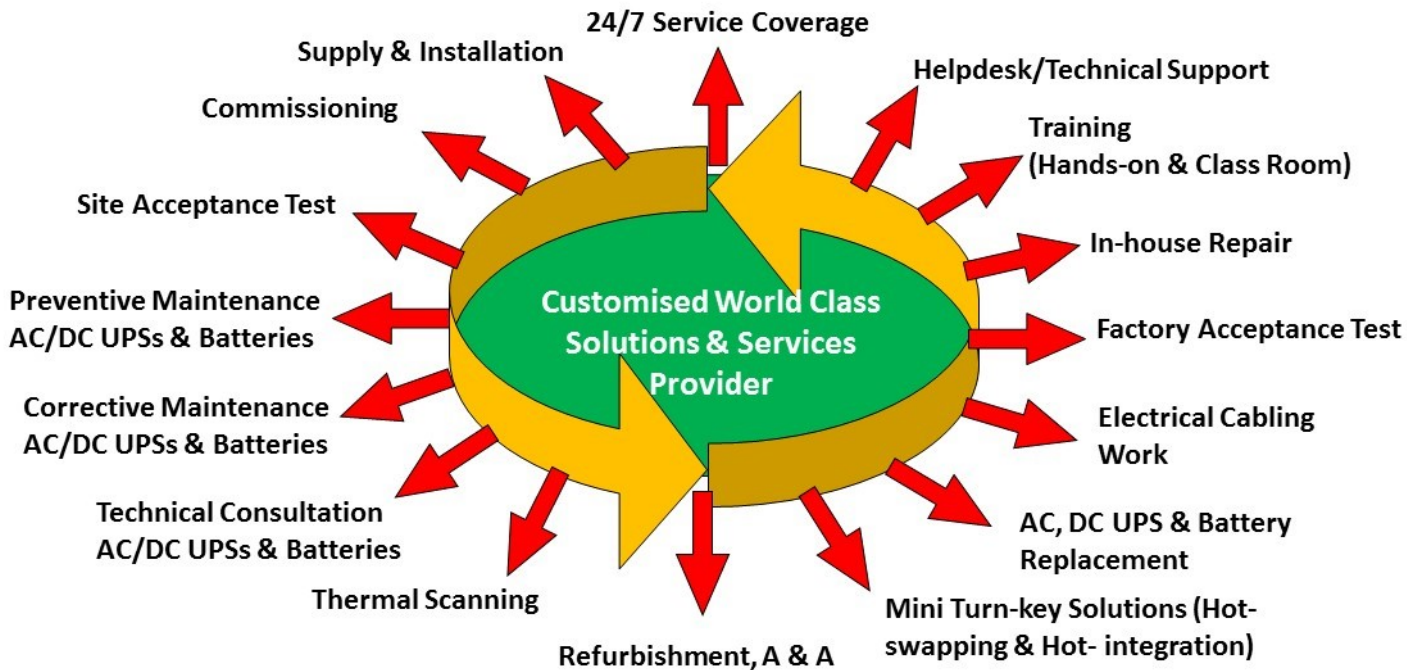 24/7 Service Coverage
Supply & Installation
Helpdesk/Technical Support
Commissioning
Training
(Hands-on & Class Room)
Site Acceptance Test
In-house Repair
Preventive Maintenance
AC/DC UPSs & Batteries
Customised World Class
Solutions & Services
Provider
Factory Acceptance Test
Corrective Maintenance
AC/DC UPSs & Batteries
Electrical Cabling
Work
Technical Consultation
AC/DC UPSs & Batteries
AC, DC UPS & Battery
Replacement
Thermal Scanning
Mini Turn-key Solutions (Hot-
swapping & Hot- integration)
Refurbishment, A & A